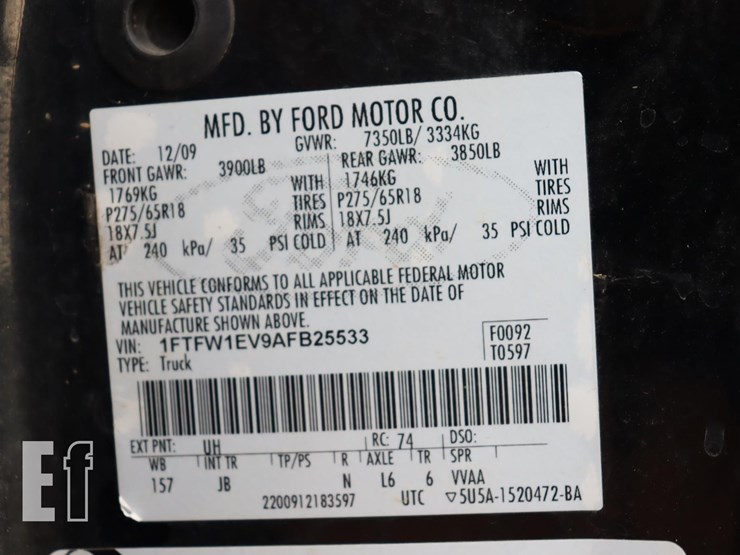 MFD. BY FORD MOTOR CO.
DATE: 12/09 GVWR: 7350LB/ 3334KG
FRONT GAWR: 3900LB REAR GAWR: 3850LB
1769KG WITH 1746KG WITH
P275/65R18 TIRES P275/65R18 TIRES
18X7.5J RIMS 18X7.5J RIMS
AT 240 kPa/ 35 PSI COLD AT 240 kPa/ 35 PSI COLD
THIS VEHICLE CONFORMS TO ALL APPLICABLE FEDERAL MOTOR
VEHICLE SAFETY STANDARDS IN EFFECT ON THE DATE OF
MANUFACTURE SHOWN ABOVE.
VIN: 1FTFW1EV9AFB25533 F0092
TYPE: Truck T0597
EXT PNT: UH RC: 74 DSO:
WB INT TR TP/PS R AXLE TR SPR
157 JB N L6 6 VVAA
2200912183597 UTC ▽5U5A-1520472-BA
Ef